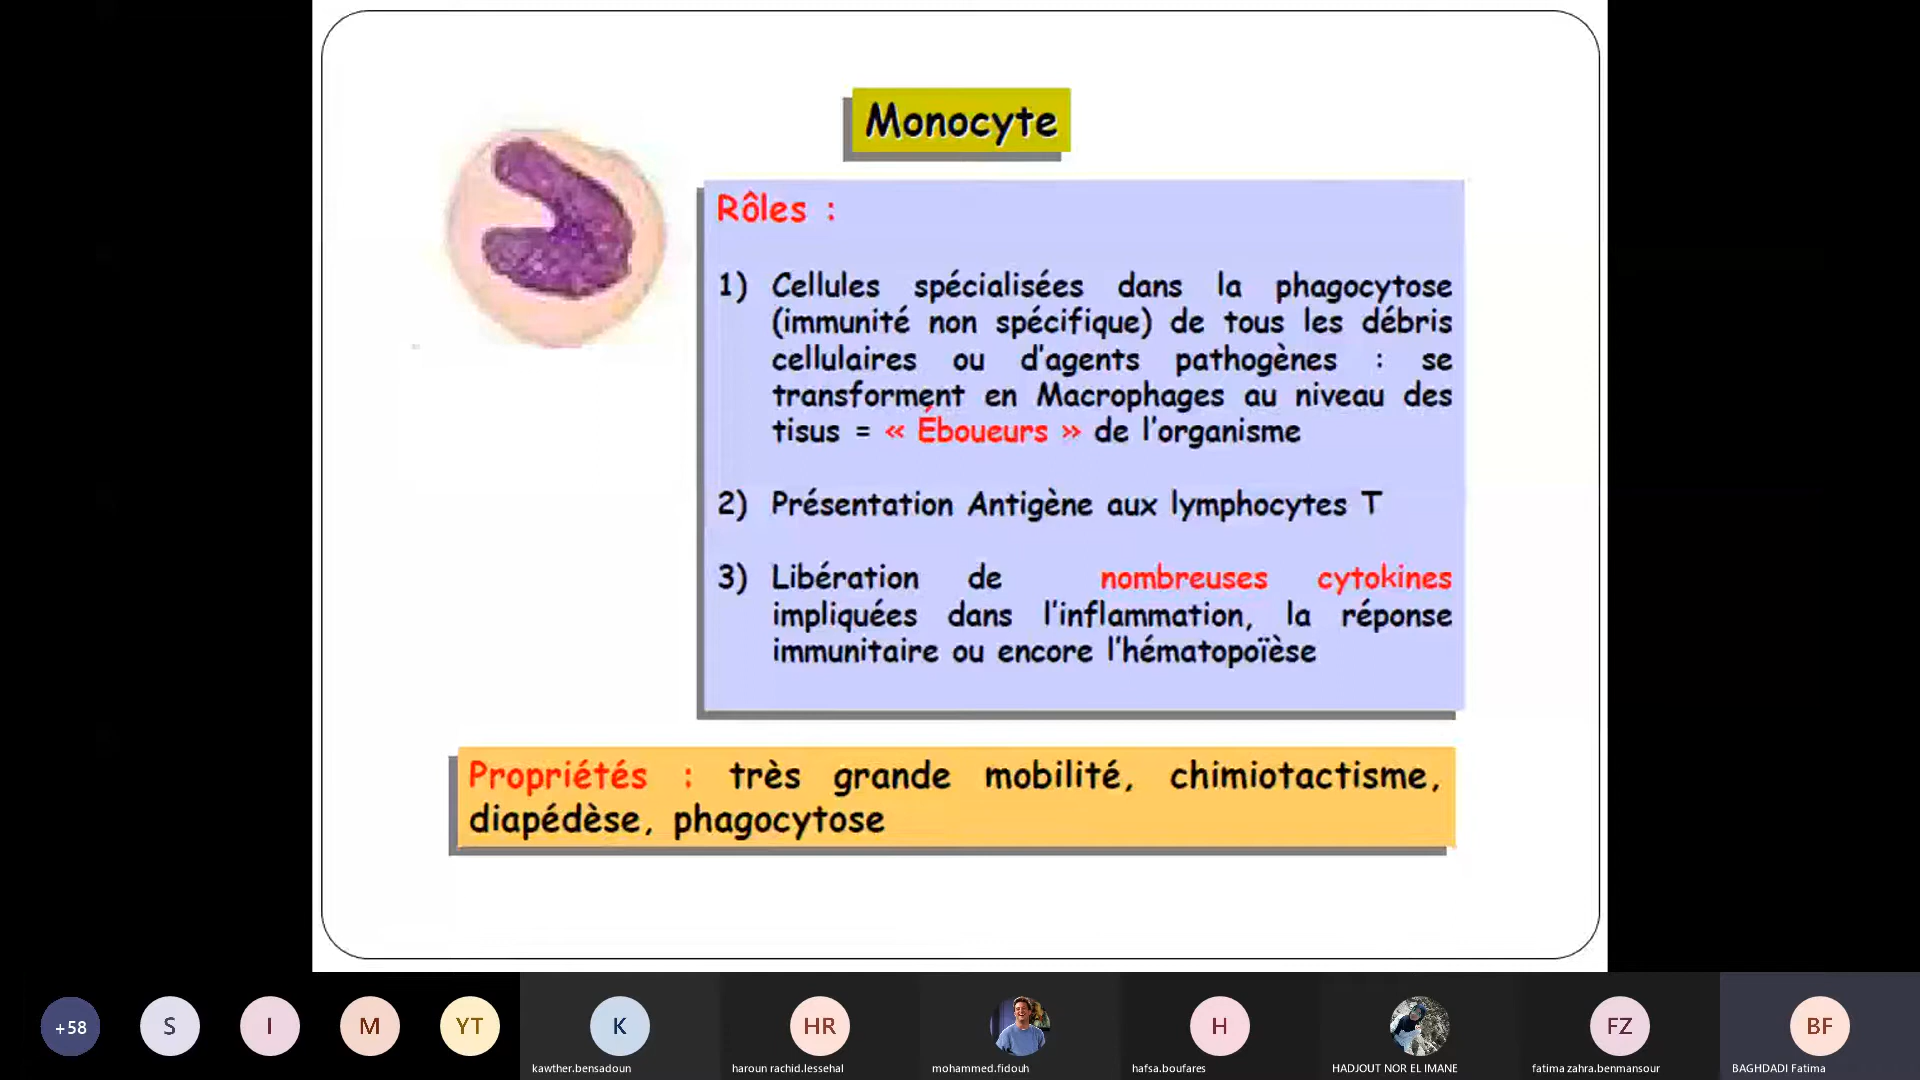 Monocyte
Rôles :
1) Cellules spécialisées dans la phagocytose
(immunité non spécifique) de tous les débris
cellulaires ou d'agents pathogènes : se
transforment en Macrophages au niveau des
tisus = « Éboueurs » de l'organisme
2) Présentation Antigène aux lymphocytes T
3) Libération de nombreuses cytokines
impliquées dans l'inflammation, la réponse
immunitaire ou encore l'hématopoïèse
Propriétés : très grande mobilité, chimiotactisme,
diapédèse, phagocytose
+58 S I M YT K HR H FZ BF
kawther.bensadoun haroun rachid.lessehal mohammed.fidouh hafsa.boufares HADJOUT NOR EL IMANE fatima zahra.benmansour BAGHDADI Fatima